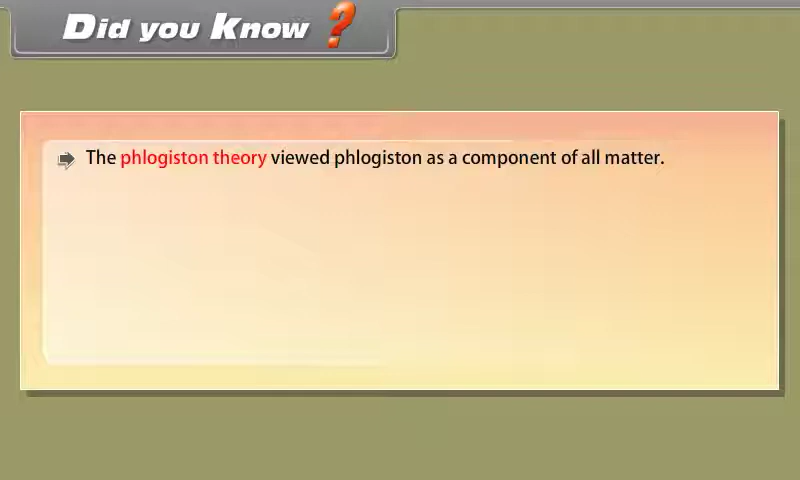 Did you Know ?
The phlogiston theory viewed phlogiston as a component of all matter.